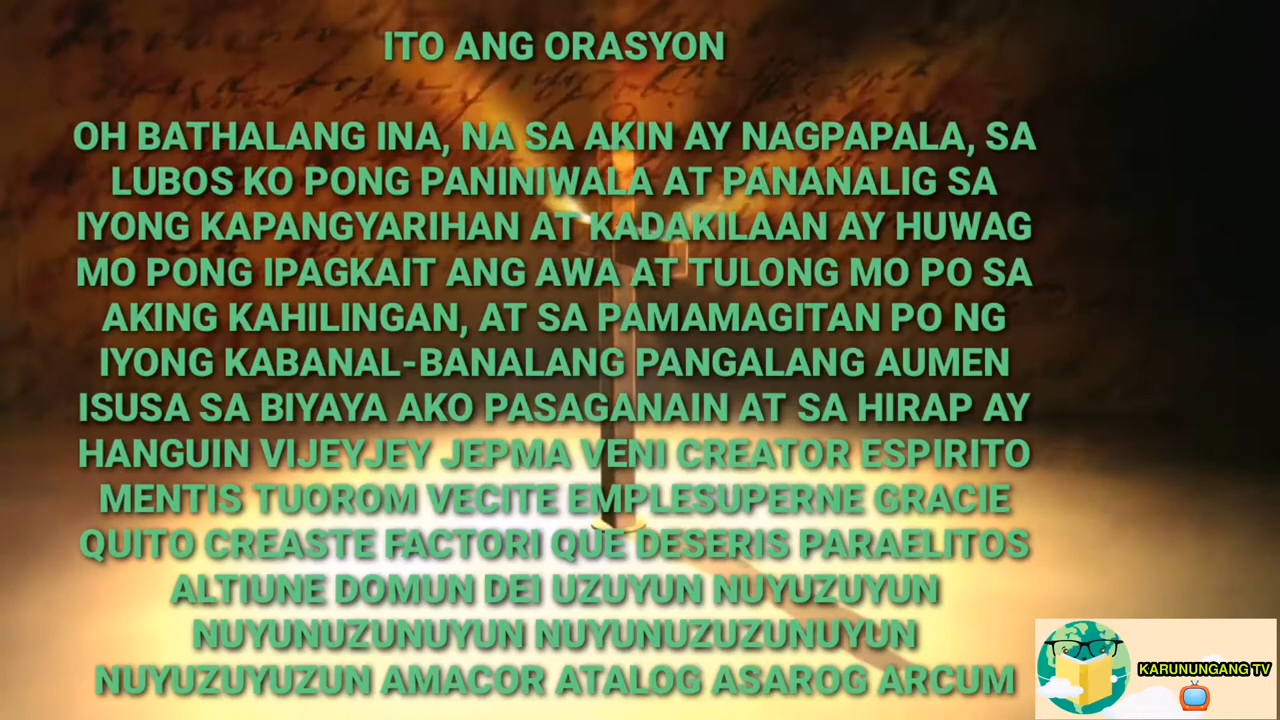 ITO ANG ORASYON
OH BATHALANG INA, NA SA AKIN AY NAGPAPALA, SA
LUBOS KO PONG PANINIWALA AT PANANALIG SA
IYONG KAPANGYARIHAN AT KADAKILAAN AY HUWAG
MO PONG IPAGKAIT ANG AWA AT TULONG MO PO SA
AKING KAHILINGAN, AT SA PAMAMAGITAN PO NG
IYONG KABANAL-BANALANG PANGALANG AUMEN
ISUSA SA BIYAYA AKO PASAGANAIN AT SA HIRAP AY
HANGUIN VIJEYJEY JEPMA VENI CREATOR ESPIRITO
MENTIS TUOROM VECITE EMPLESUPERNE GRACIE
QUITO CREASTE FACTORI QUE DESERIS PARAELITOS
ALTIUNE DOMUN DEI UZUYUN NUYUZUYUN
NUYUNUZUNUYUN NUYUNUZUZUNUYUN
NUYUZUYUZUN AMACOR ATALOG ASAROG ARCUM
KARUNUNGANG TV